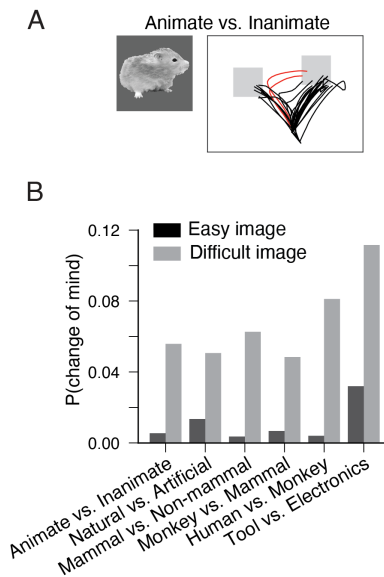 A
Animate vs. Inanimate
B
P(change of mind)
0.12
0.08
0.04
0.00
Easy image
Difficult image
Animate vs. Inanimate
Natural vs. Artificial
Mammal vs. Non-mammal
Monkey vs. Mammal
Human vs. Monkey
Tool vs. Electronics